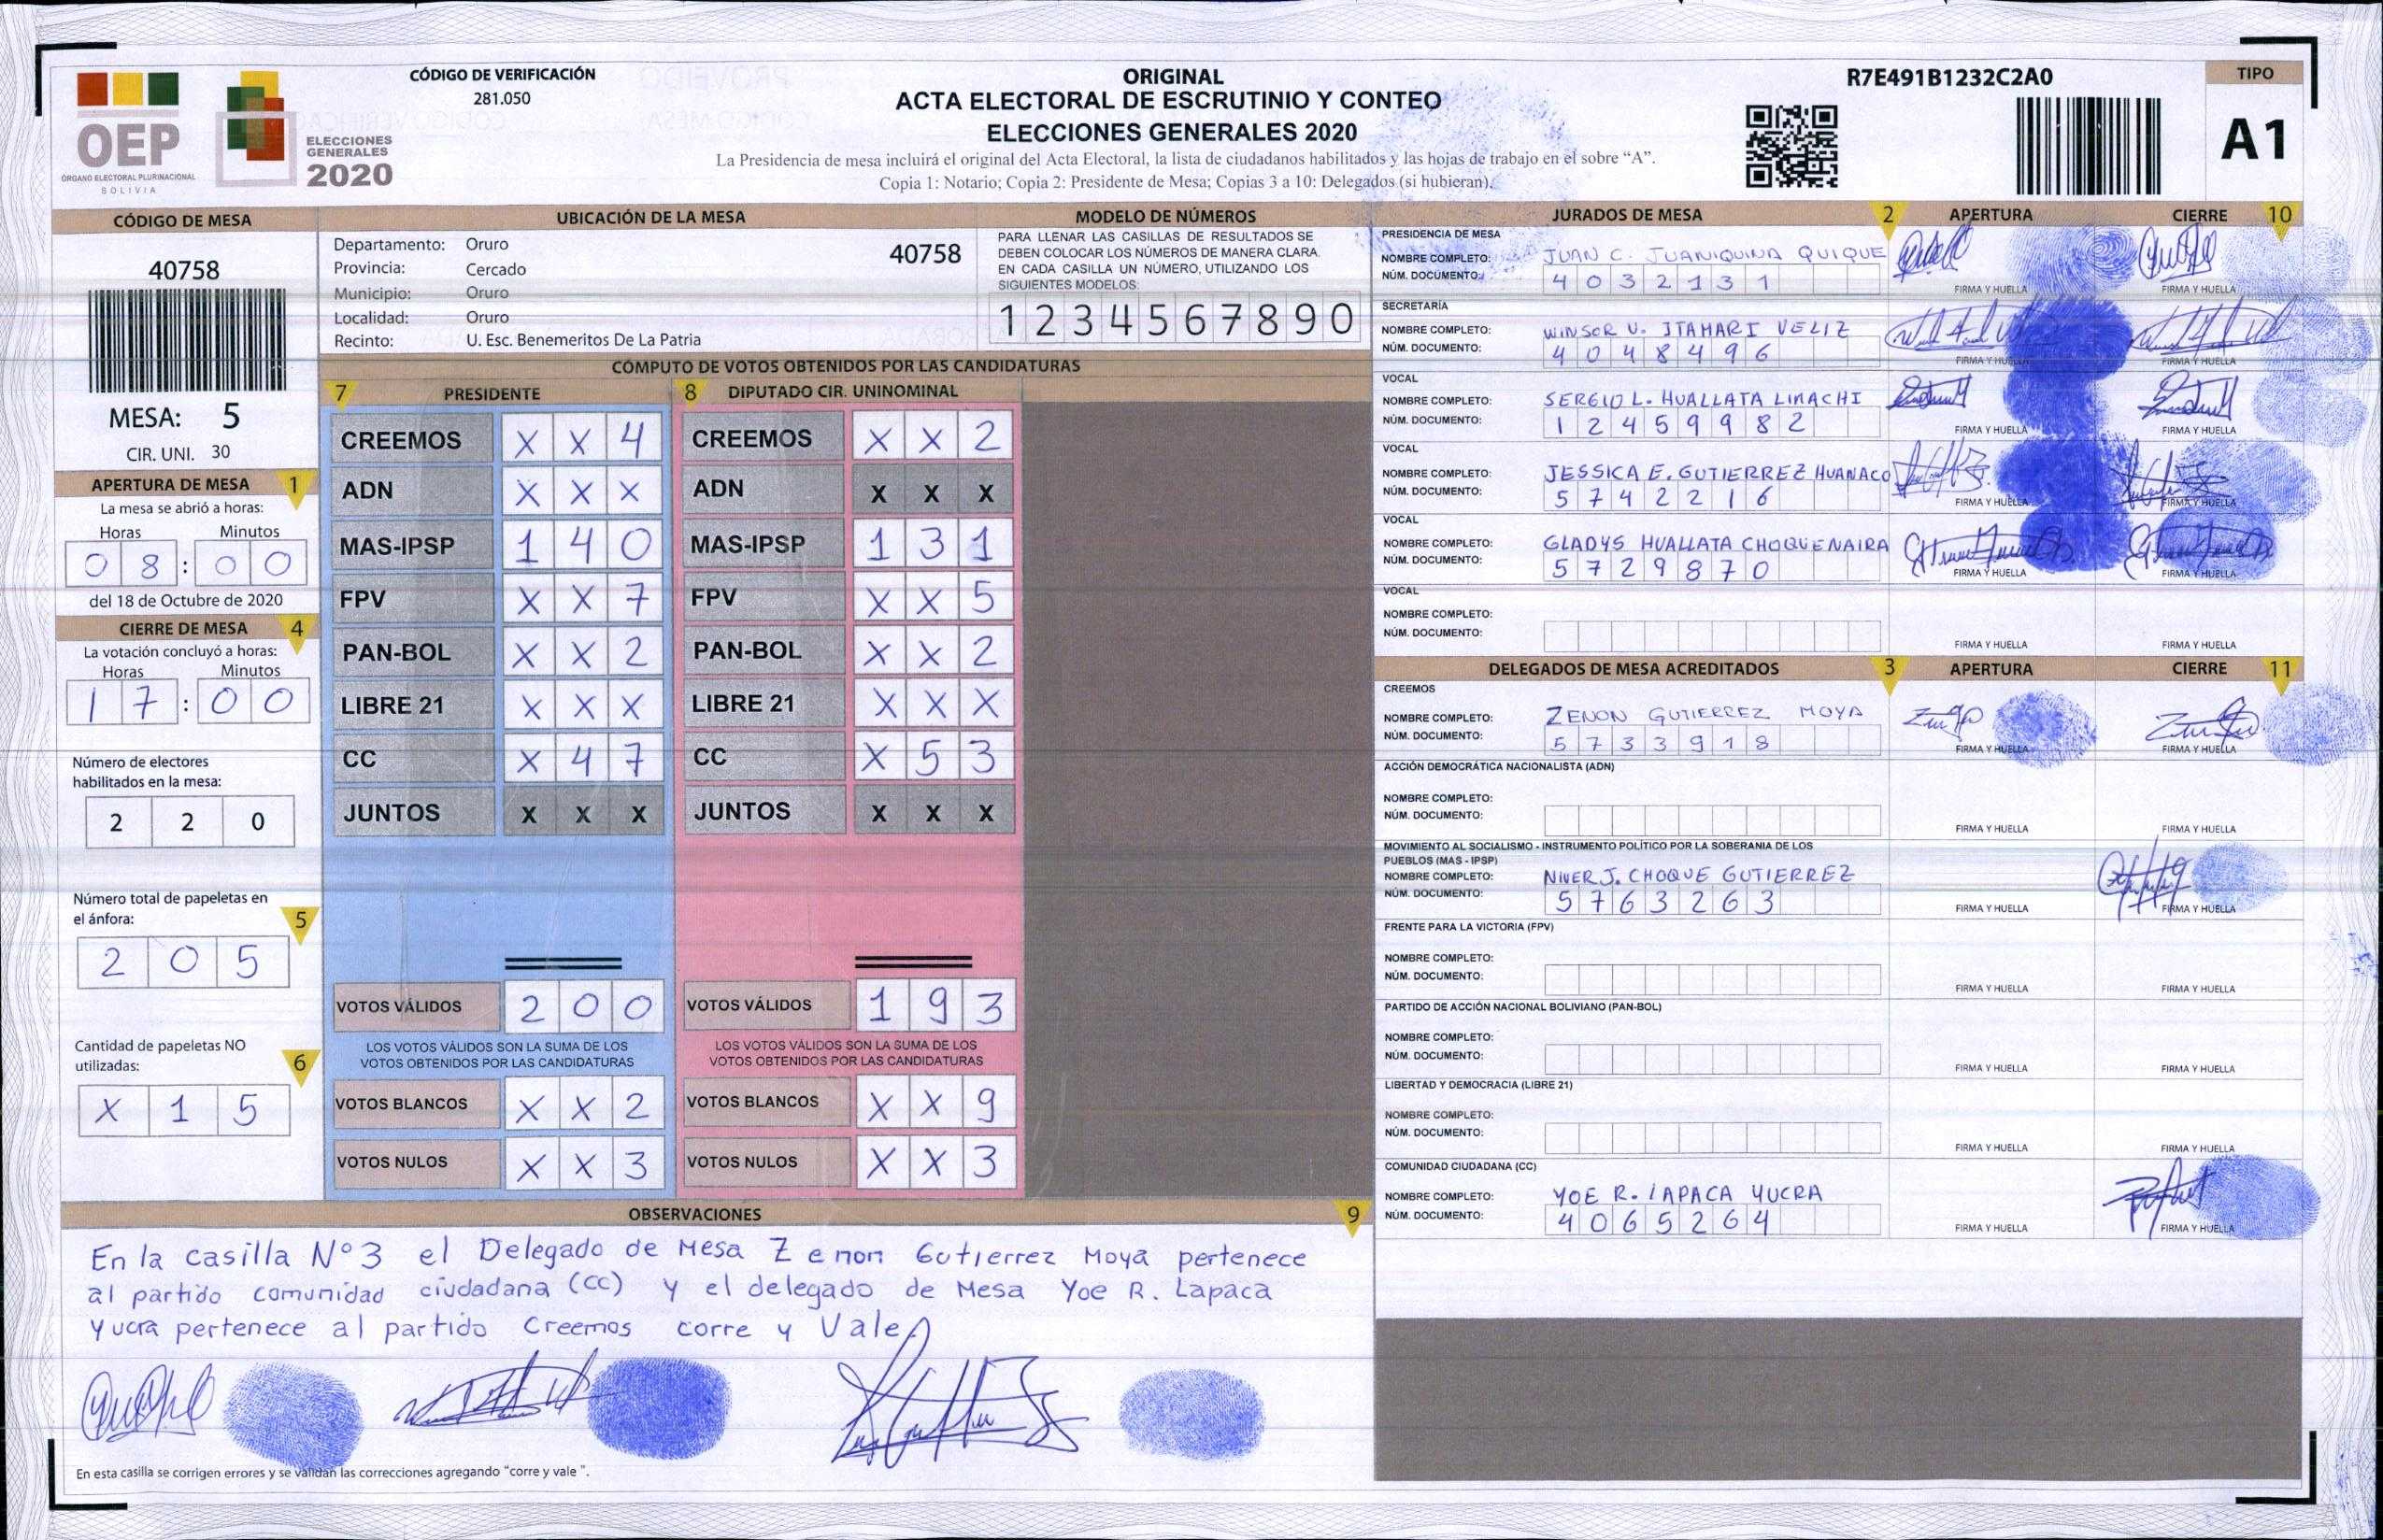 CÓDIGO DE VERIFICACIÓN
281.050
OEP
ÓRGANO ELECTORAL PLURINACIONAL
BOLIVIA
ELECCIONES
GENERALES
2020
ORIGINAL
ACTA ELECTORAL DE ESCRUTINIO Y CONTEO
ELECCIONES GENERALES 2020
La Presidencia de mesa incluirá el original del Acta Electoral, la lista de ciudadanos habilitados y las hojas de trabajo en el sobre “A”.
Copia 1: Notario; Copia 2: Presidente de Mesa; Copias 3 a 10: Delegados (si hubieran).
R7E491B1232C2A0
TIPO
A1
CÓDIGO DE MESA
40758
MESA: 5
CIR. UNI. 30
APERTURA DE MESA 1
La mesa se abrió a horas:
Horas Minutos
0 8 : 0 0
del 18 de Octubre de 2020
CIERRE DE MESA 4
La votación concluyó a horas:
Horas Minutos
1 7 : 0 0
Número de electores
habilitados en la mesa:
2 2 0
Número total de papeletas en
el ánfora: 5
2 0 5
Cantidad de papeletas NO
utilizadas: 6
X 1 5
UBICACIÓN DE LA MESA
Departamento: Oruro 40758
Provincia: Cercado
Municipio: Oruro
Localidad: Oruro
Recinto: U. Esc. Benemeritos De La Patria
MODELO DE NÚMEROS
PARA LLENAR LAS CASILLAS DE RESULTADOS SE
DEBEN COLOCAR LOS NÚMEROS DE MANERA CLARA.
EN CADA CASILLA UN NÚMERO, UTILIZANDO LOS
SIGUIENTES MODELOS:
1 2 3 4 5 6 7 8 9 0
CÓMPUTO DE VOTOS OBTENIDOS POR LAS CANDIDATURAS
7 PRESIDENTE
CREEMOS X X 4
ADN X X X
MAS-IPSP 1 4 0
FPV X X 7
PAN-BOL X X 2
LIBRE 21 X X X
CC X 4 7
JUNTOS X X X
VOTOS VÁLIDOS 2 0 0
LOS VOTOS VÁLIDOS SON LA SUMA DE LOS
VOTOS OBTENIDOS POR LAS CANDIDATURAS
VOTOS BLANCOS X X 2
VOTOS NULOS X X 3
8 DIPUTADO CIR. UNINOMINAL
CREEMOS X X 2
ADN X X X
MAS-IPSP 1 3 1
FPV X X 5
PAN-BOL X X 2
LIBRE 21 X X X
CC X 5 3
JUNTOS X X X
VOTOS VÁLIDOS 1 9 3
LOS VOTOS VÁLIDOS SON LA SUMA DE LOS
VOTOS OBTENIDOS POR LAS CANDIDATURAS
VOTOS BLANCOS X X 9
VOTOS NULOS X X 3
OBSERVACIONES 9
En la casilla N°3 el Delegado de Mesa Zenon Gutierrez Moya pertenece
al partido comunidad ciudadana (CC) y el delegado de Mesa Yoe R. Lapaca
Yucra pertenece al partido Creemos corre y Vale
En esta casilla se corrigen errores y se validan las correcciones agregando “corre y vale ”.
JURADOS DE MESA 2 APERTURA CIERRE 10
PRESIDENCIA DE MESA
NOMBRE COMPLETO: JUAN C. JUANIQUINA QUIQUE
NÚM. DOCUMENTO: 4 0 3 2 1 3 1
FIRMA Y HUELLA FIRMA Y HUELLA
SECRETARÍA
NOMBRE COMPLETO: WINSOR V. ITAMARI VELIZ
NÚM. DOCUMENTO: 4 0 4 8 4 9 6
FIRMA Y HUELLA FIRMA Y HUELLA
VOCAL
NOMBRE COMPLETO: SERGIO L. HUALLATA LIMACHI
NÚM. DOCUMENTO: 1 2 4 5 9 9 8 2
FIRMA Y HUELLA FIRMA Y HUELLA
VOCAL
NOMBRE COMPLETO: JESSICA E. GUTIERREZ HUANACO
NÚM. DOCUMENTO: 5 7 4 2 2 1 6
FIRMA Y HUELLA FIRMA Y HUELLA
VOCAL
NOMBRE COMPLETO: GLADYS HUALLATA CHOQUENAIRA
NÚM. DOCUMENTO: 5 7 2 9 8 7 0
FIRMA Y HUELLA FIRMA Y HUELLA
VOCAL
NOMBRE COMPLETO:
NÚM. DOCUMENTO:
FIRMA Y HUELLA FIRMA Y HUELLA
DELEGADOS DE MESA ACREDITADOS 3 APERTURA CIERRE 11
CREEMOS
NOMBRE COMPLETO: ZENON GUTIERREZ MOYA
NÚM. DOCUMENTO: 5 7 3 3 9 1 8
FIRMA Y HUELLA FIRMA Y HUELLA
ACCIÓN DEMOCRÁTICA NACIONALISTA (ADN)
NOMBRE COMPLETO:
NÚM. DOCUMENTO:
FIRMA Y HUELLA FIRMA Y HUELLA
MOVIMIENTO AL SOCIALISMO - INSTRUMENTO POLÍTICO POR LA SOBERANIA DE LOS
PUEBLOS (MAS - IPSP)
NOMBRE COMPLETO: NIVER J. CHOQUE GUTIERREZ
NÚM. DOCUMENTO: 5 7 6 3 2 6 3
FIRMA Y HUELLA FIRMA Y HUELLA
FRENTE PARA LA VICTORIA (FPV)
NOMBRE COMPLETO:
NÚM. DOCUMENTO:
FIRMA Y HUELLA FIRMA Y HUELLA
PARTIDO DE ACCIÓN NACIONAL BOLIVIANO (PAN-BOL)
NOMBRE COMPLETO:
NÚM. DOCUMENTO:
FIRMA Y HUELLA FIRMA Y HUELLA
LIBERTAD Y DEMOCRACIA (LIBRE 21)
NOMBRE COMPLETO:
NÚM. DOCUMENTO:
FIRMA Y HUELLA FIRMA Y HUELLA
COMUNIDAD CIUDADANA (CC)
NOMBRE COMPLETO: YOE R. LAPACA YUCRA
NÚM. DOCUMENTO: 4 0 6 5 2 6 4
FIRMA Y HUELLA FIRMA Y HUELLA